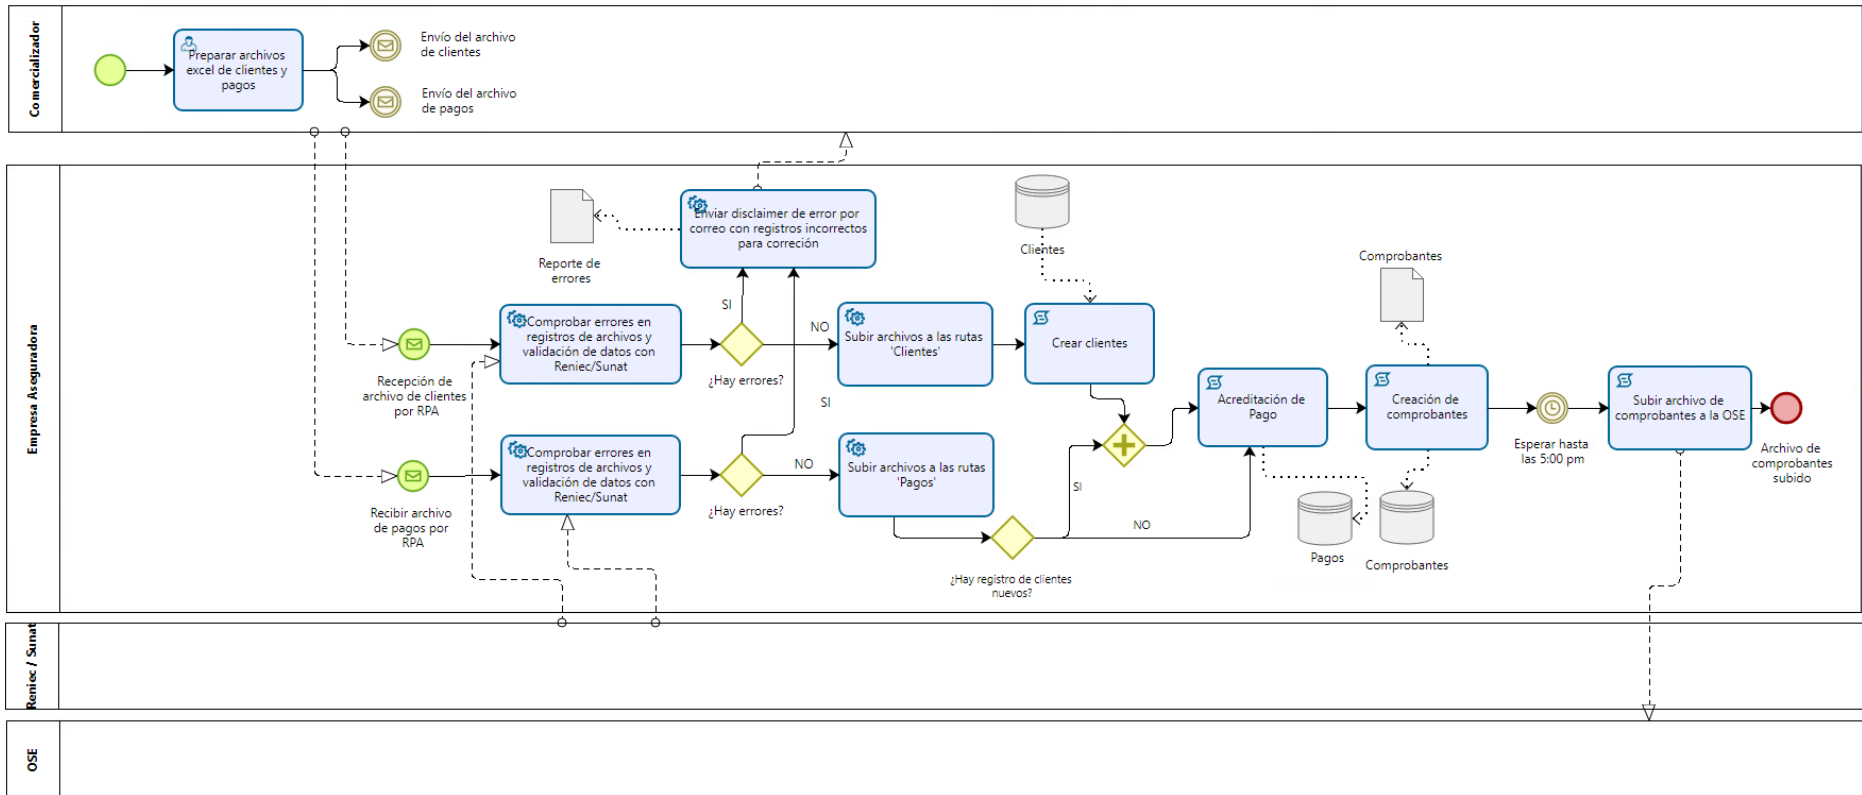 Comercializador
Preparar archivos
excel de clientes y
pagos
Envío del archivo
de clientes
Envío del archivo
de pagos
Empresa Aseguradora
Reporte de
errores
Enviar disclaimer de error por
correo con registros incorrectos
para correción
Clientes
Comprobantes
SI
Recepción de
archivo de clientes
por RPA
Comprobar errores en
registros de archivos y
validación de datos con
Reniec/Sunat
¿Hay errores?
NO
Subir archivos a las rutas
'Clientes'
Crear clientes
SI
Acreditación de
Pago
Creación de
comprobantes
Esperar hasta
las 5:00 pm
Subir archivo de
comprobantes a la OSE
Archivo de
comprobantes
subido
Recibir archivo
de pagos por
RPA
Comprobar errores en
registros de archivos y
validación de datos con
Reniec/Sunat
¿Hay errores?
NO
Subir archivos a las rutas
'Pagos'
SI
NO
¿Hay registro de clientes
nuevos?
Pagos
Comprobantes
Reniec / Sunat
OSE